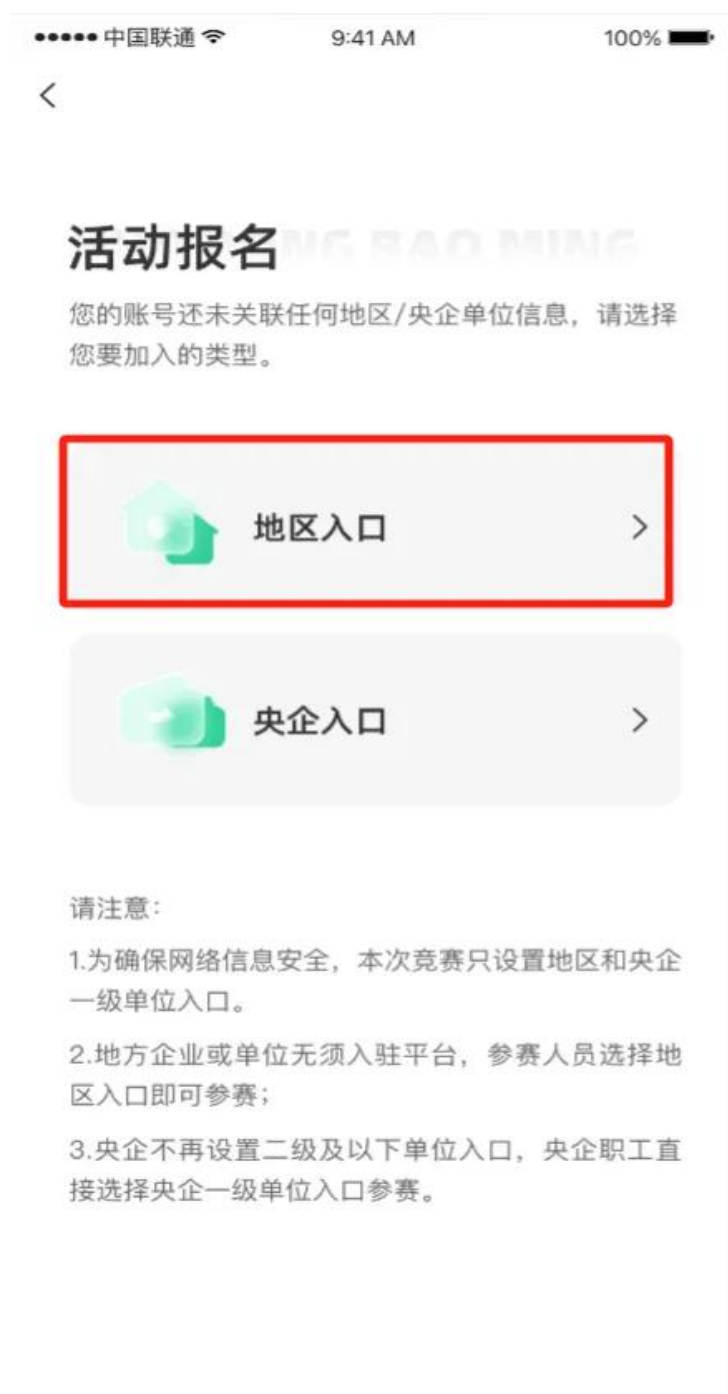 中国联通 9:41 AM 100%
活动报名
NG BAO MING
您的账号还未关联任何地区/央企单位信息，请选择
您要加入的类型。
地区入口
央企入口
请注意：
1.为确保网络信息安全，本次竞赛只设置地区和央企
一级单位入口。
2.地方企业或单位无须入驻平台，参赛人员选择地
区入口即可参赛；
3.央企不再设置二级及以下单位入口，央企职工直
接选择央企一级单位入口参赛。